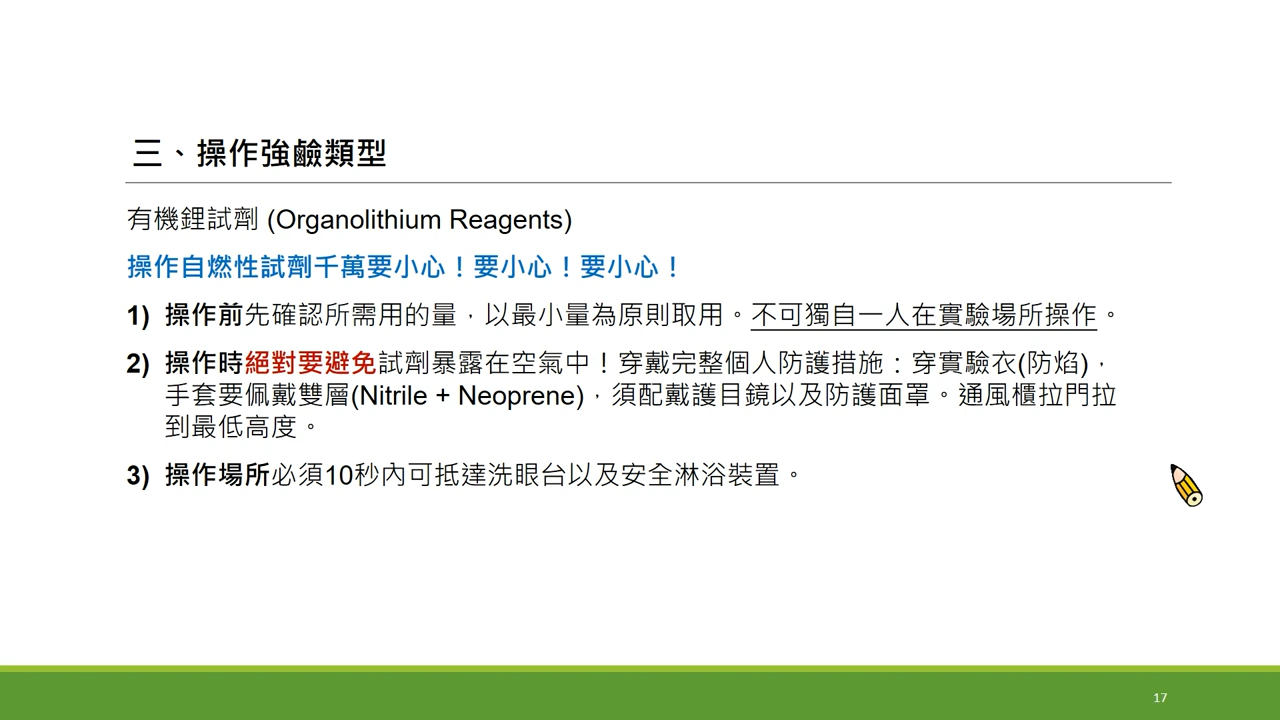 三、操作強鹼類型
有機鋰試劑 (Organolithium Reagents)
操作自燃性試劑千萬要小心！要小心！要小心！
1) 操作前先確認所需用的量，以最小量為原則取用。不可獨自一人在實驗場所操作。
2) 操作時絕對要避免試劑暴露在空氣中！穿戴完整個人防護措施：穿實驗衣(防焰)，
手套要佩戴雙層(Nitrile + Neoprene)，須配戴護目鏡以及防護面罩。通風櫃拉門拉
到最低高度。
3) 操作場所必須10秒內可抵達洗眼台以及安全淋浴裝置。
17